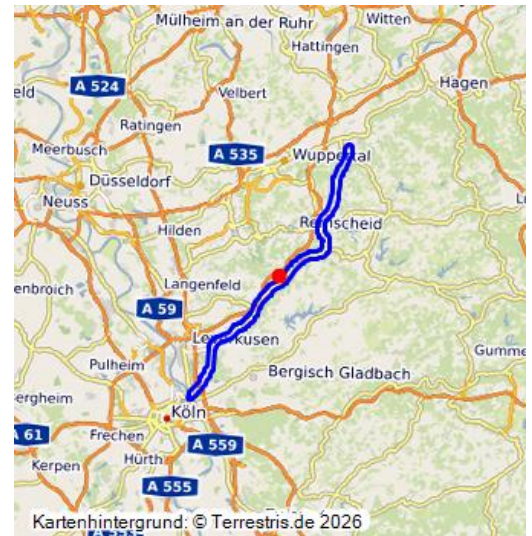 Mülheim an der Ruhr
Witten
Hattingen
A 524
Velbert
Hagen
Ratingen
Meerbusch
A 535
Wuppertal
Düsseldorf
Neuss
Hilden
Remscheid
Langenfeld
A 59
Leverkusen
Pulheim
Gumme
Bergisch Gladbach
Köln
A 61
Frechen
A 559
Hürth
Kerpen
A 555
Kartenhintergrund: © Terrestris.de 2026